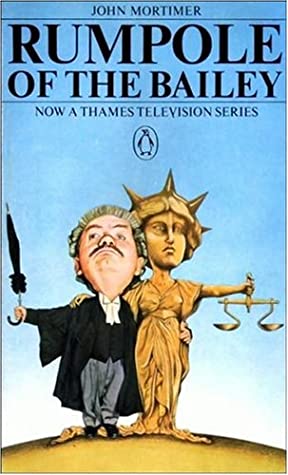 JOHN MORTIMER
RUMPOLE
OF THE BAILEY
NOW A THAMES TELEVISION SERIES